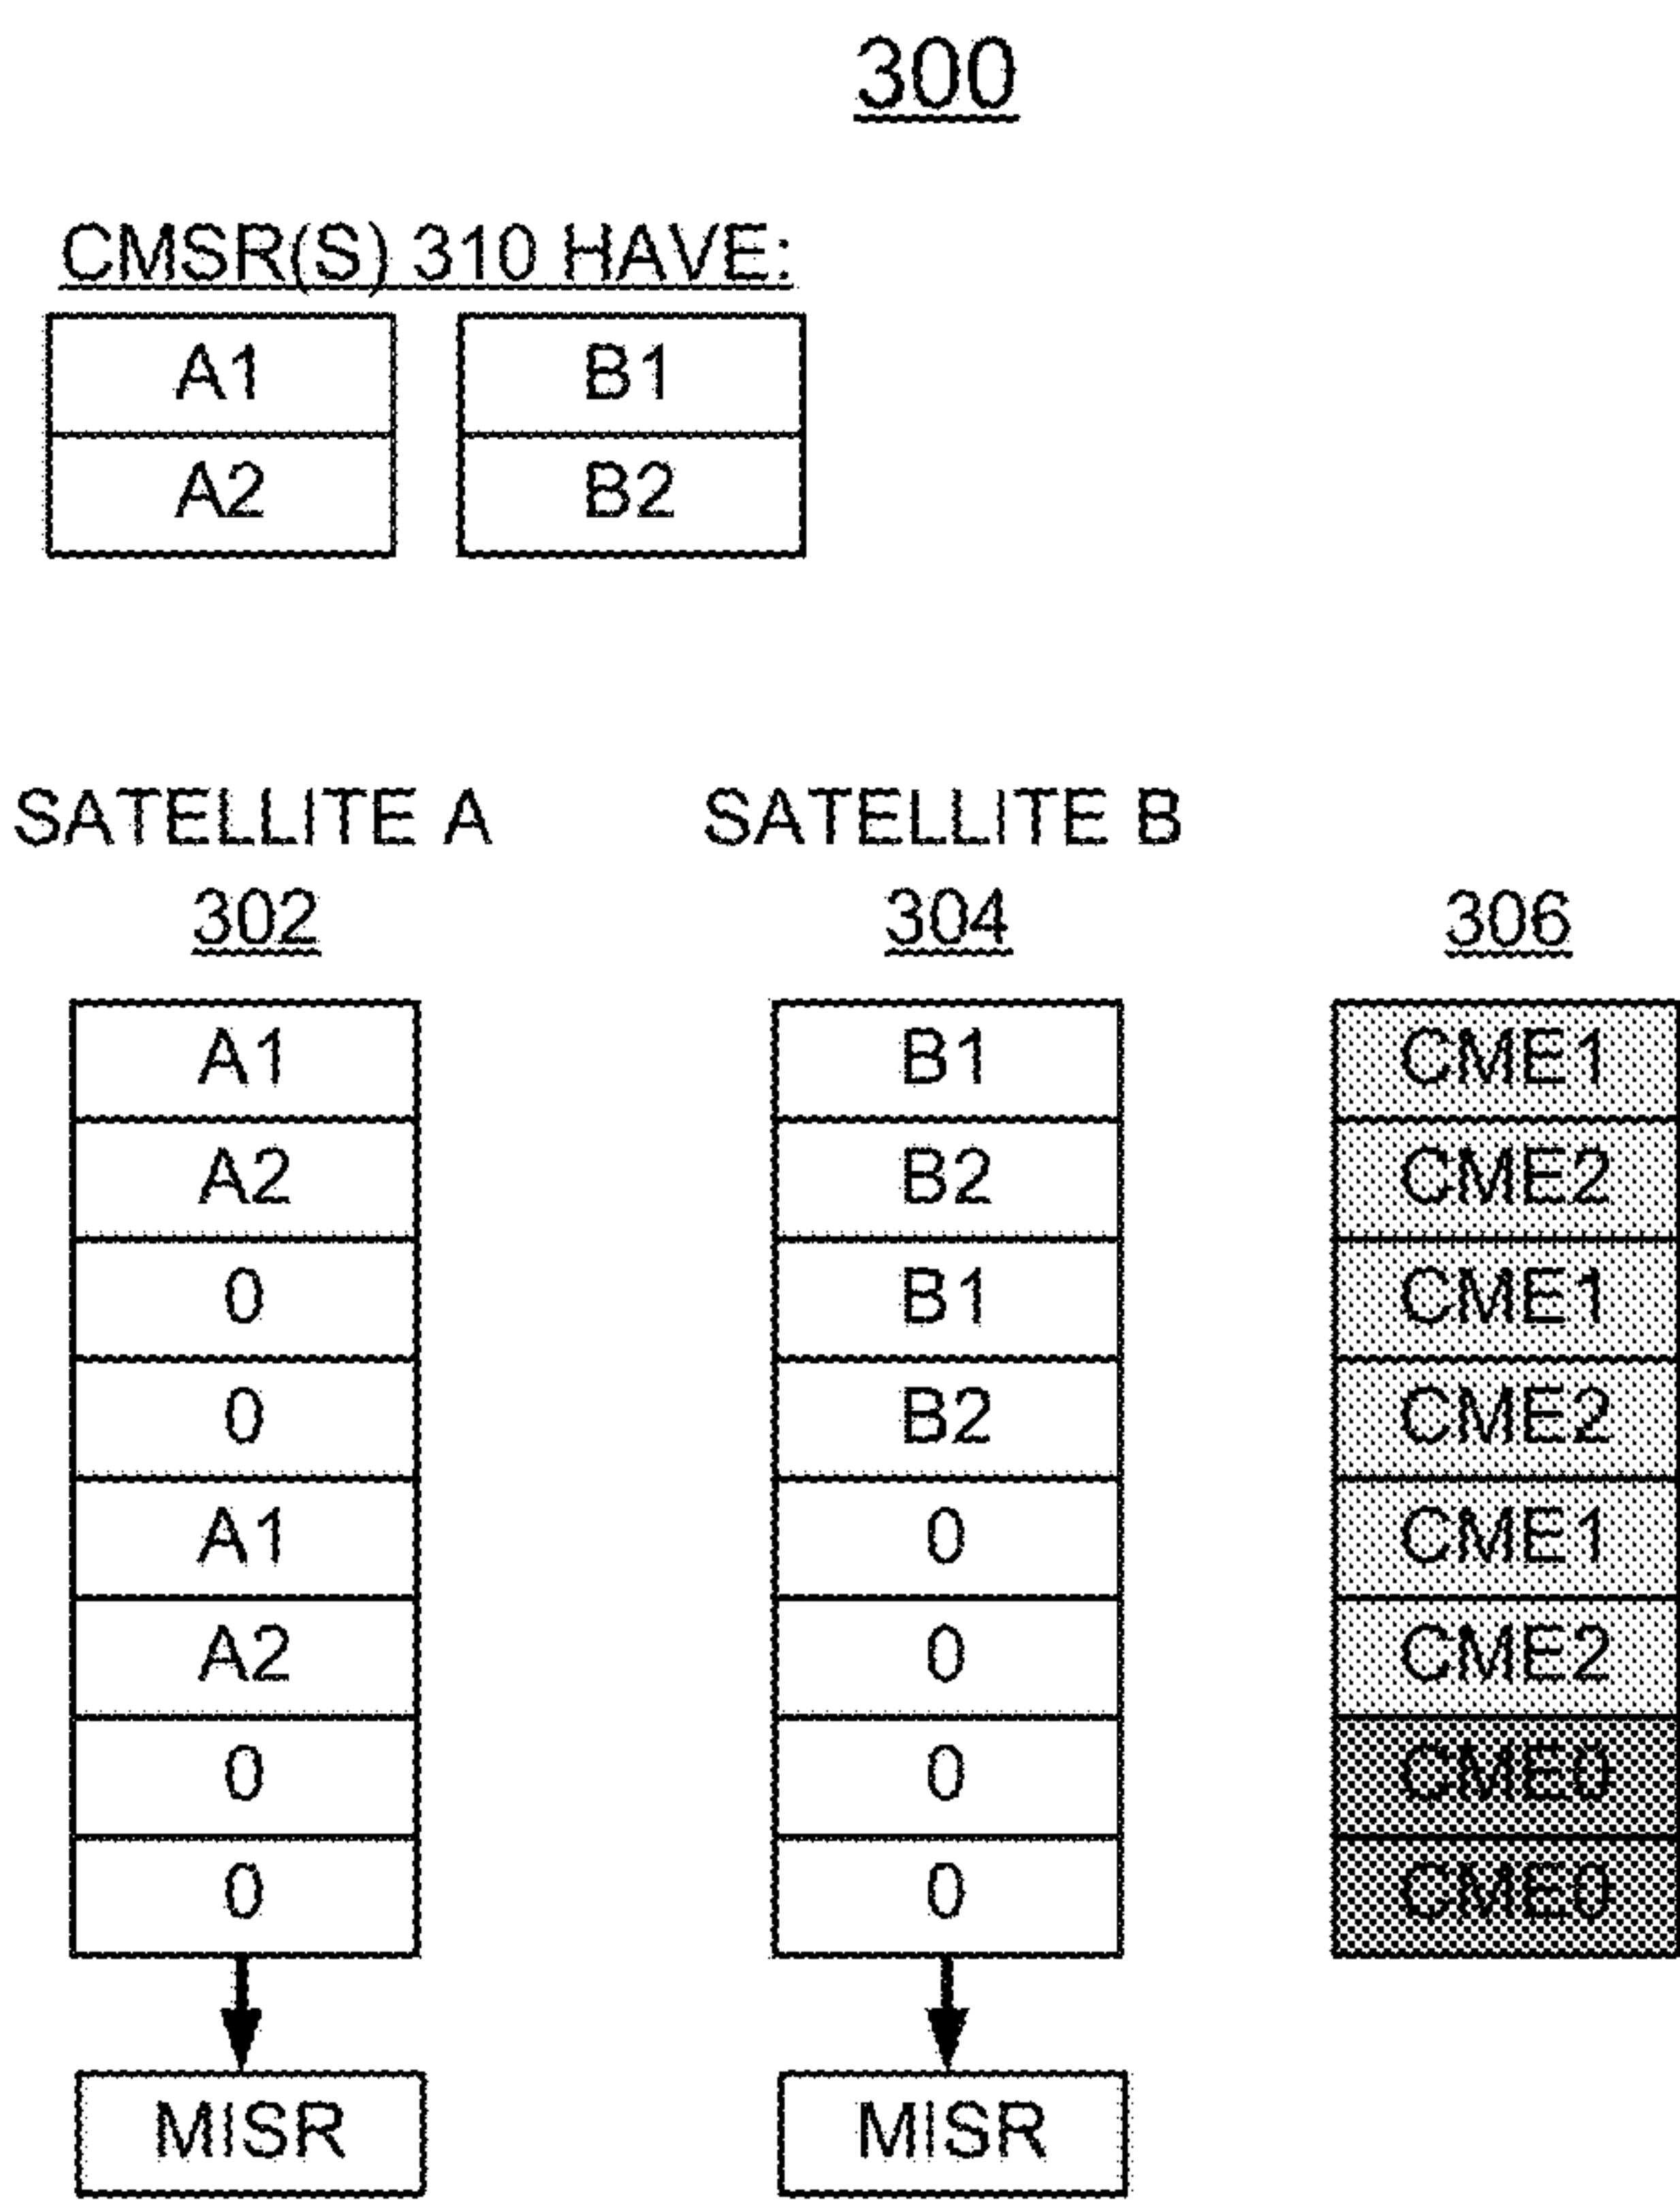 300
CMSR(S) 310 HAVE:
A1 B1
A2 B2
SATELLITE A SATELLITE B
302 304 306
A1 B1 CME1
A2 B2 CME2
0 B1 CME1
0 B2 CME2
A1 0 CME1
A2 0 CME2
0 0 CME0
0 0 CME0
MISR MISR